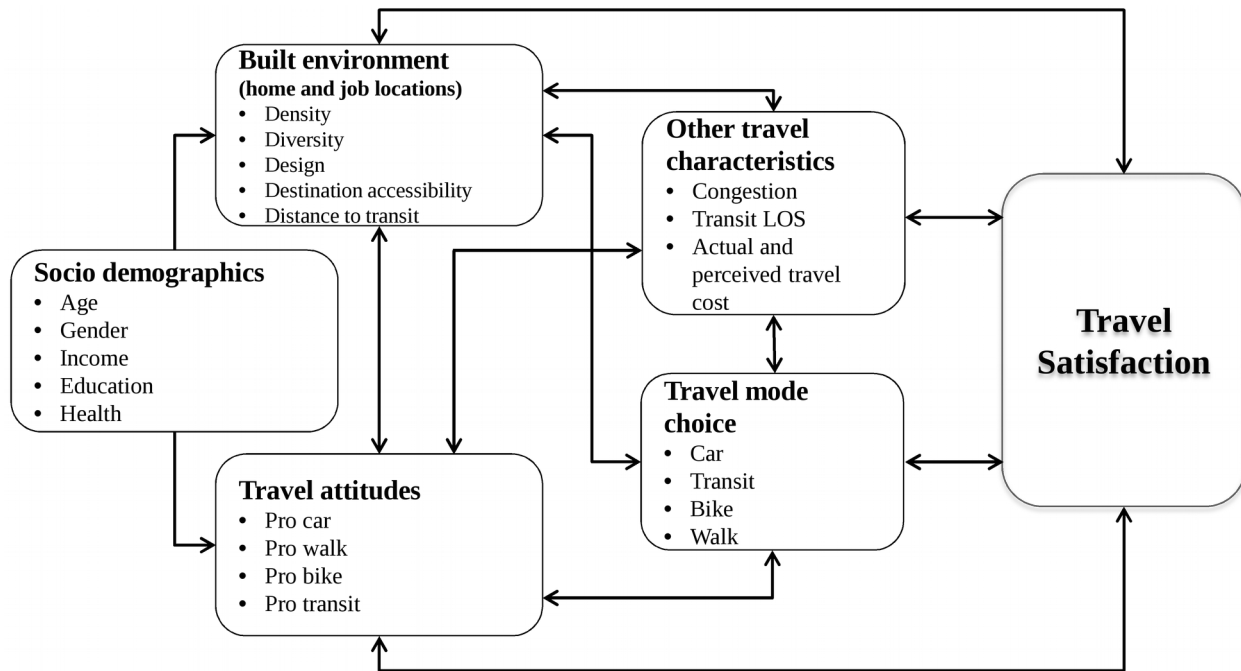 Built environment
(home and job locations)
• Density
• Diversity
• Design
• Destination accessibility
• Distance to transit
Other travel
characteristics
• Congestion
• Transit LOS
• Actual and
perceived travel
cost
Socio demographics
• Age
• Gender
• Income
• Education
• Health
Travel
Satisfaction
Travel mode
choice
• Car
• Transit
• Bike
• Walk
Travel attitudes
• Pro car
• Pro walk
• Pro bike
• Pro transit